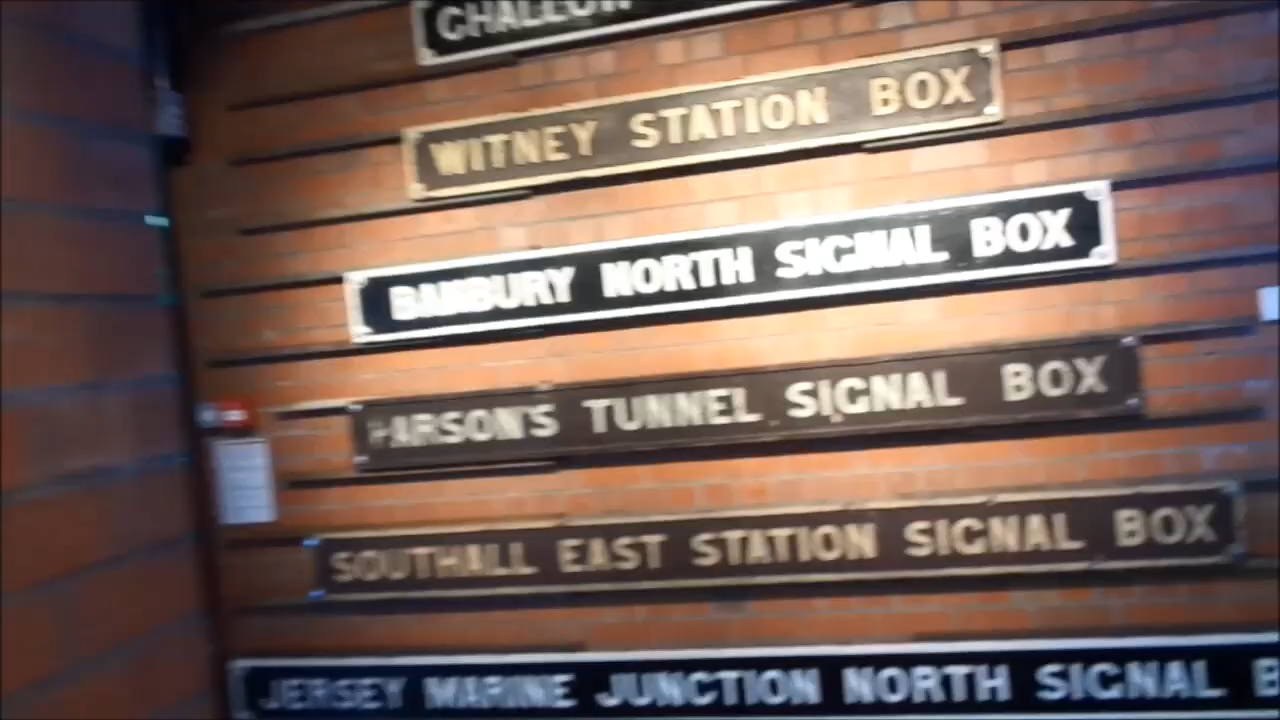 WITNEY STATION BOX
BANBURY NORTH SIGNAL BOX
PARSON'S TUNNEL SIGNAL BOX
SOUTHALL EAST STATION SIGNAL BOX
JERSEY MARINE JUNCTION NORTH SIGNAL B